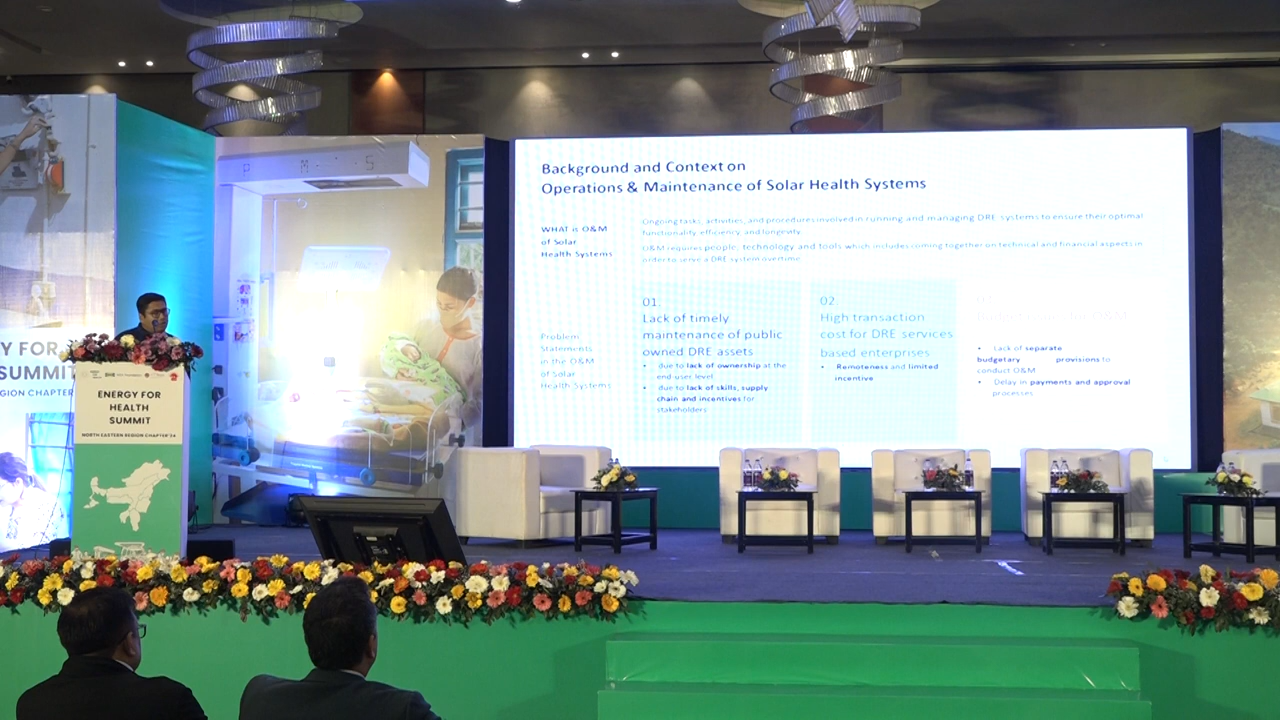 Y FOR
SUMMIT
GION CHAPTER
ENERGY FOR
HEALTH
SUMMIT
NORTH EASTERN REGION CHAPTER'24
Background and Context on
Operations & Maintenance of Solar Health Systems
WHAT is O&M
of Solar
Health Systems
Ongoing tasks, activities, and procedures involved in running and managing DRE systems to ensure their optimal
functionality, efficiency, and longevity.
O&M requires people, technology and tools which includes coming together on technical and financial aspects in
order to serve a DRE system overtime.
Problem
Statements
in the O&M
of Solar
Health Systems
01.
Lack of timely
maintenance of public
owned DRE assets
• due to lack of ownership at the
end-user level
• due to lack of skills, supply
chain and incentives for
stakeholders
02.
High transaction
cost for DRE services
based enterprises
• Remoteness and limited
incentive
03.
• Lack of separate
budgetary provisions to
conduct O&M
• Delay in payments and approval
processes